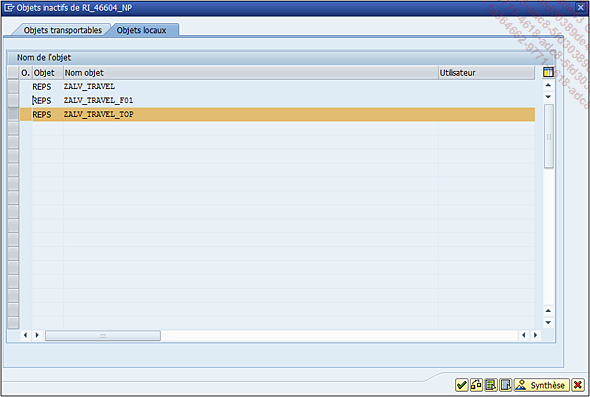 Objets inactifs de RI_46604_NP
Objets transportables Objets locaux
Nom de l'objet
O. Objet Nom objet Utilisateur
REPS ZALV_TRAVEL
REPS ZALV_TRAVEL_F01
REPS ZALV_TRAVEL_TOP
Synthèse